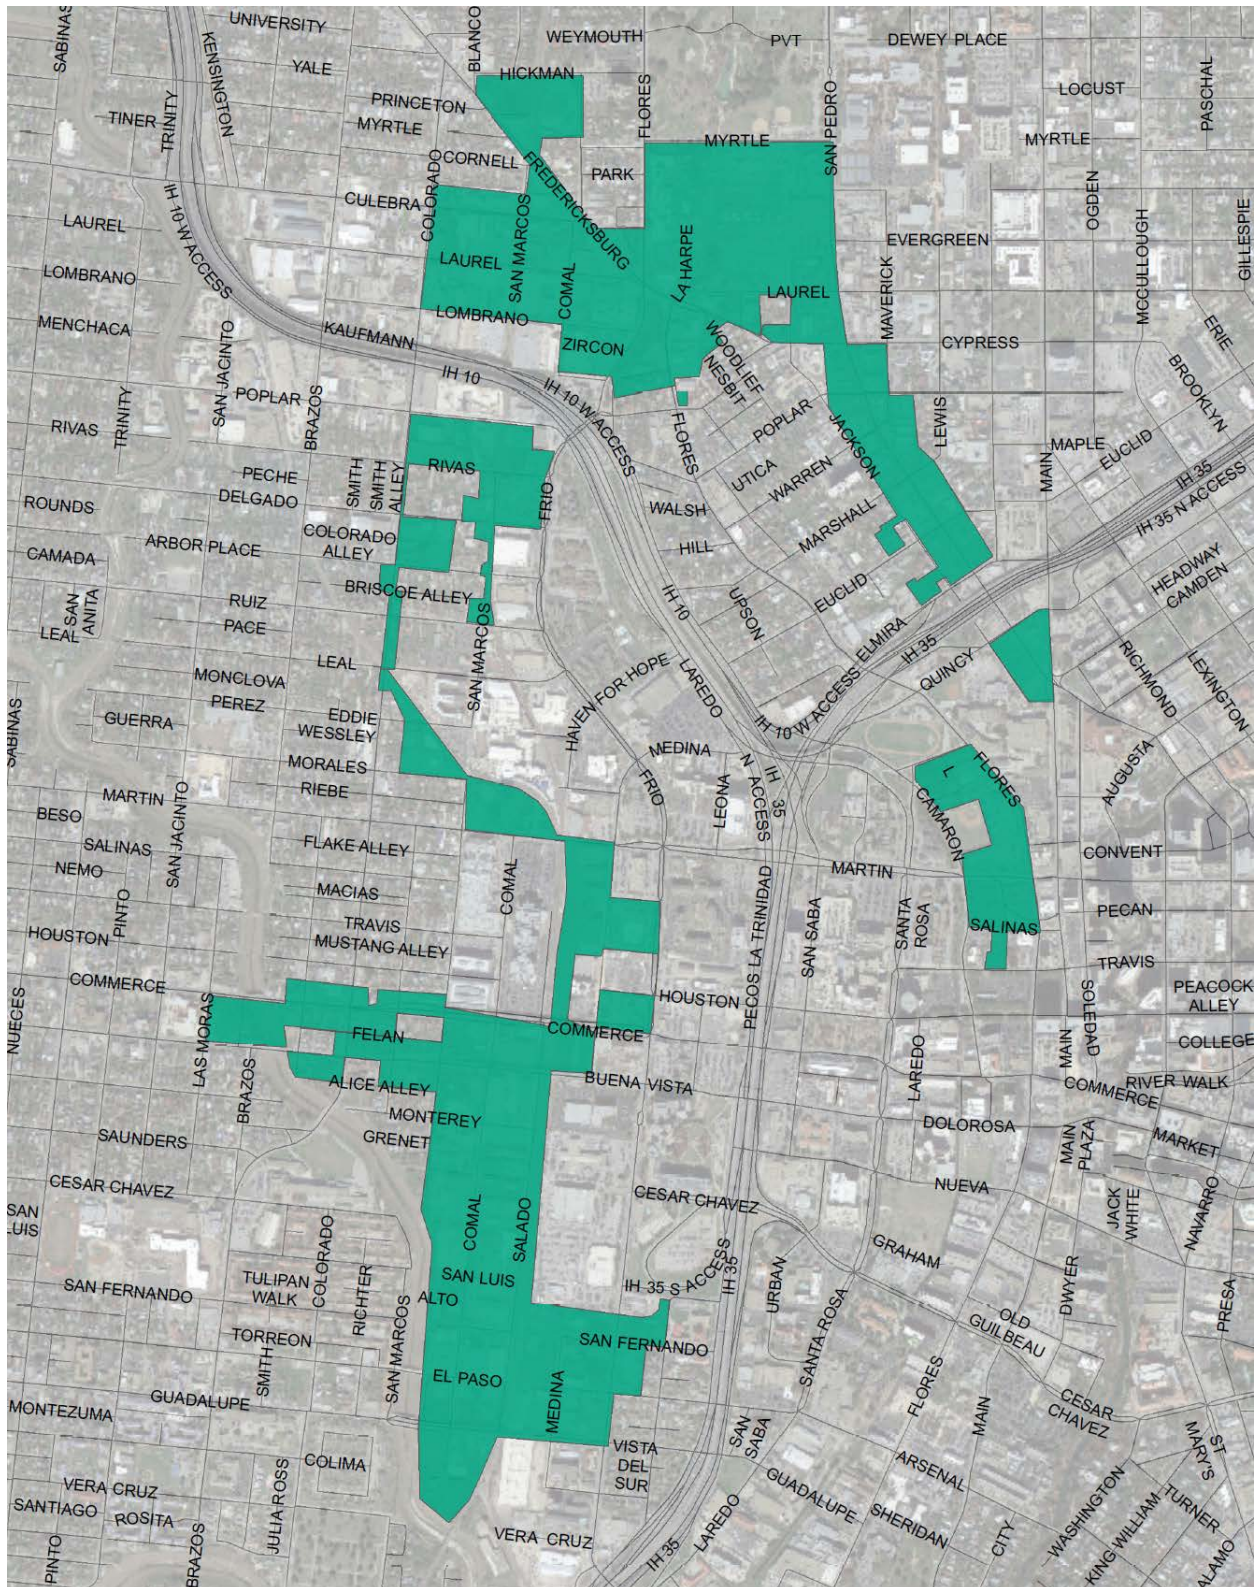 UNIVERSITY
WEYMOUTH
PVT
DEWEY PLACE
SABINAS
KENSINGTON
YALE
BLANCO
HICKMAN
FLORES
SAN PEDRO
LOCUST
PASCHAL
TINER
TRINITY
PRINCETON
MYRTLE
MYRTLE
MYRTLE
CORNELL
FREDERICKSBURG
PARK
CULEBRA
COLORADO
SAN MARCOS
OGDEN
MCCULLOUGH
GILLESPIE
LAUREL
IH 10 W ACCESS
LAUREL
COMAL
LA HARPE
LAUREL
EVERGREEN
MAVERICK
LOMBRANO
LOMBRANO
MENCHACA
SAN JACINTO
KAUFMANN
ZIRCON
WOODLIEF
NESBIT
CYPRESS
ERIE
BROOKLYN
IH 10
IH 10 W ACCESS
POPLAR
BRAZOS
TRINITY
RIVAS
FLORES
POPLAR
JACKSON
LEWIS
MAIN
MAPLE
EUCLID
IH 35
IH 35 N ACCESS
PECHE
SMITH
SMITH
ALLEY
RIVAS
FRIO
UTICA
WARREN
ROUNDS
DELGADO
WALSH
MARSHALL
CAMADA
ARBOR PLACE
COLORADO
ALLEY
HILL
HEADWAY
CAMDEN
BRISCOE ALLEY
IH 10
UPSON
EUCLID
SAN
ANITA
RUIZ
PACE
LEAL
LEAL
SAN MARCOS
ELMIRA
IH 35
QUINCY
RICHMOND
LEXINGTON
MONCLOVA
PEREZ
HAVEN FOR HOPE
LAREDO
IH 10 W ACCESS
SABINAS
GUERRA
EDDIE
WESSLEY
MEDINA
N ACCESS
IH 35
MORALES
RIEBE
FRIO
LEONA
L
FLORES
CAMARON
AUGUSTA
MARTIN
SAN JACINTO
BESO
SALINAS
NEMO
FLAKE ALLEY
COMAL
MARTIN
CONVENT
MACIAS
PECOS LA TRINIDAD
SAN SABA
SANTA
ROSA
PINTO
TRAVIS
MUSTANG ALLEY
SALINAS
PECAN
HOUSTON
TRAVIS
COMMERCE
HOUSTON
SOLEDAD
PEACOCK
ALLEY
NUECES
LAS MORAS
FELAN
COMMERCE
LAREDO
MAIN
COLLEGE
BRAZOS
ALICE ALLEY
BUENA VISTA
COMMERCE
RIVER WALK
MONTEREY
GRENET
DOLOROSA
MAIN
PLAZA
MARKET
SAUNDERS
CESAR CHAVEZ
CESAR CHAVEZ
NUEVA
JACK
WHITE
NAVARRO
SAN
LUIS
COLORADO
COMAL
SALADO
GRAHAM
SAN FERNANDO
TULIPAN
WALK
RICHTER
SAN LUIS
ALTO
IH 35 S ACCESS
IH 35
URBAN
DWYER
PRESA
TORREON
SAN MARCOS
SAN FERNANDO
SANTA ROSA
OLD
GUILBEAU
SMITH
EL PASO
MEDINA
FLORES
MAIN
CESAR
CHAVEZ
MONTEZUMA
GUADALUPE
VISTA
DEL
SUR
SAN
SABA
ST
MARY'S
COLIMA
JULIA ROSS
GUADALUPE
ARSENAL
VERA CRUZ
SANTIAGO
ROSITA
BRAZOS
PINTO
VERA CRUZ
IH 35
LAREDO
SHERIDAN
CITY
WASHINGTON
KING WILLIAM
TURNER
ALAMO